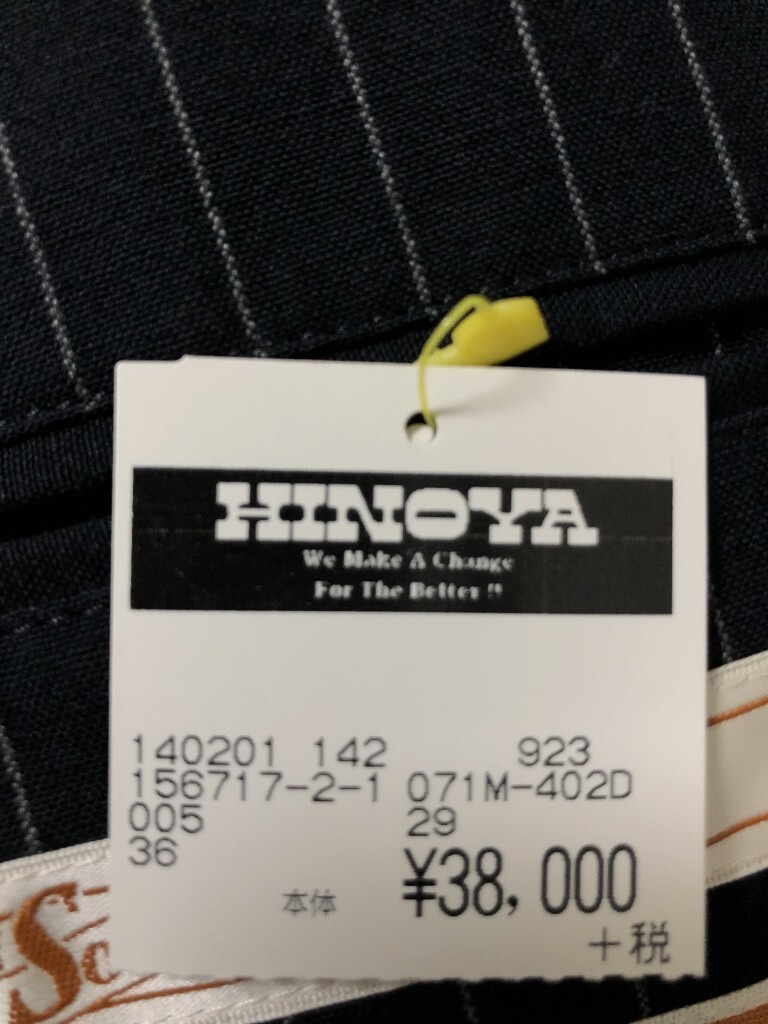 HINOYA
We Make A Change
For The Better !!
140201 142 923
156717-2-1 071M-402D
005 29
36
本体 ¥38,000
+税